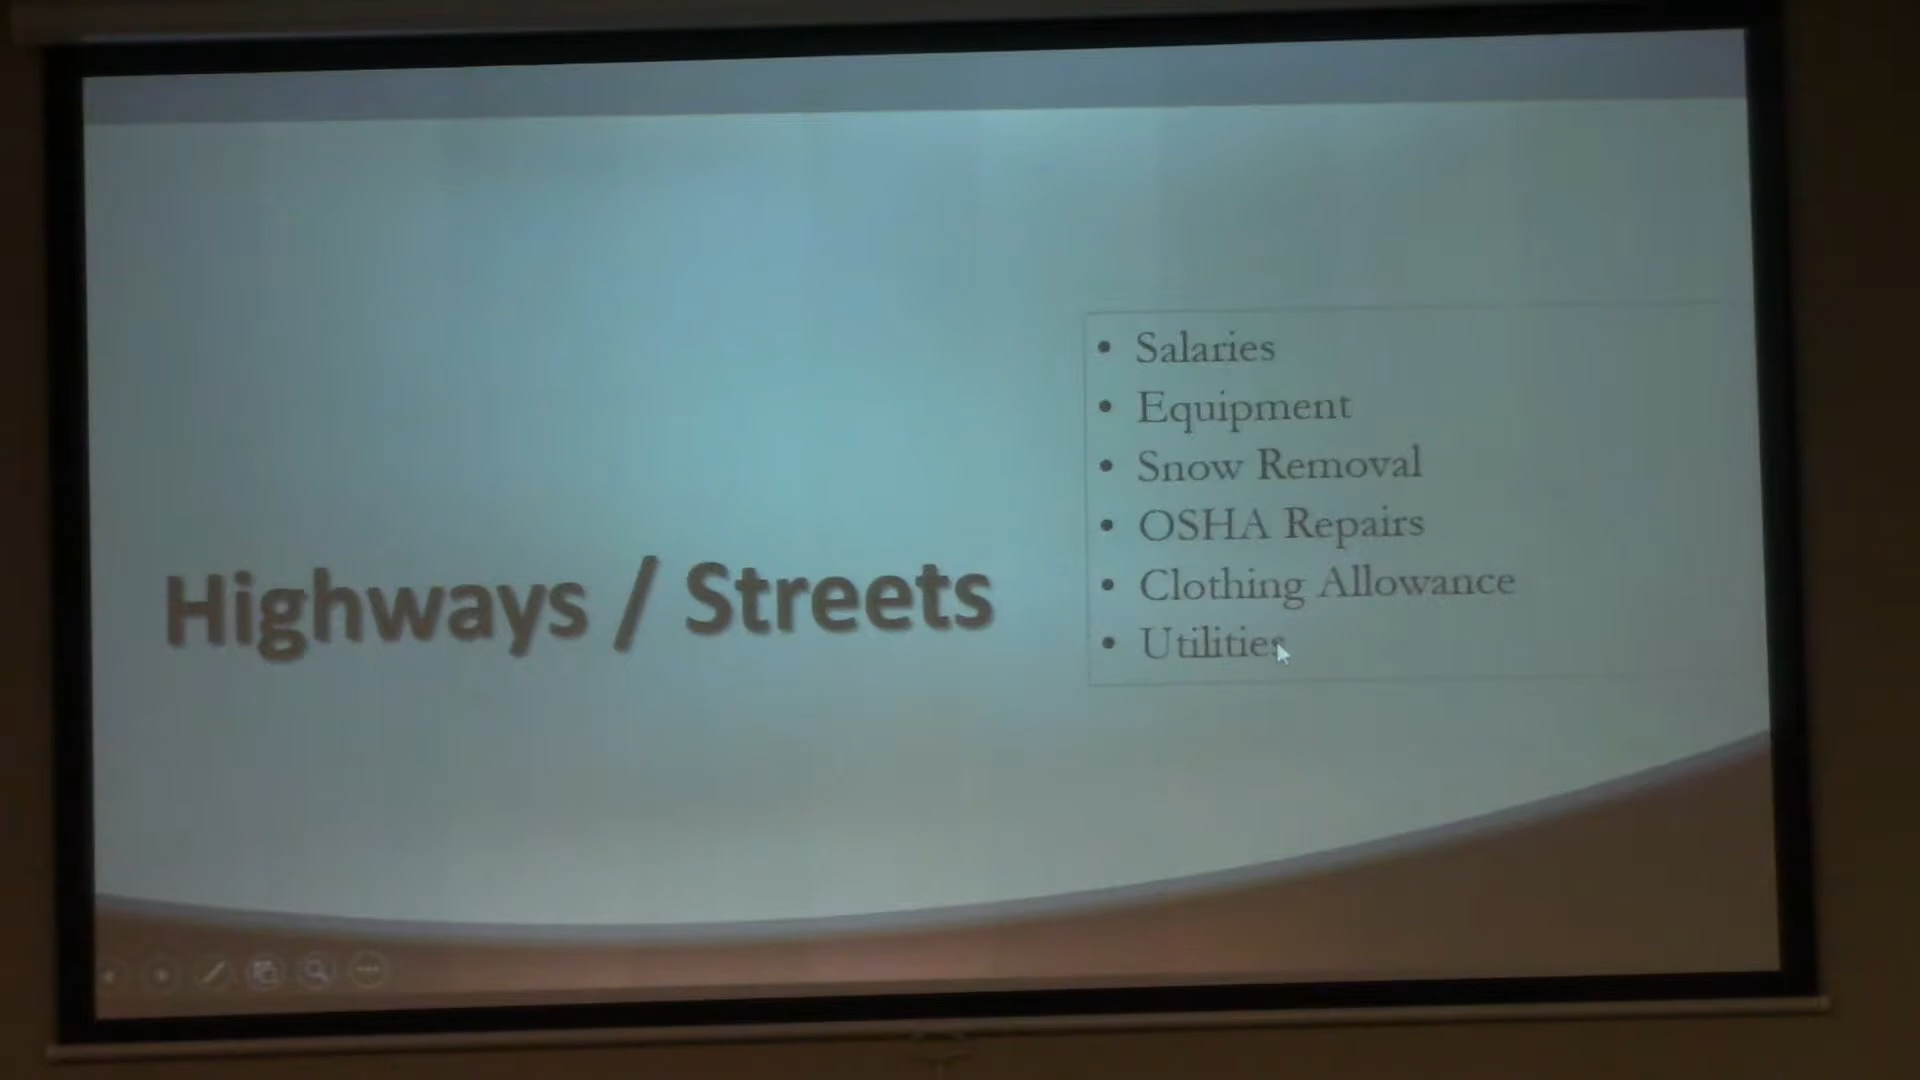 Highways / Streets
• Salaries
• Equipment
• Snow Removal
• OSHA Repairs
• Clothing Allowance
• Utilities